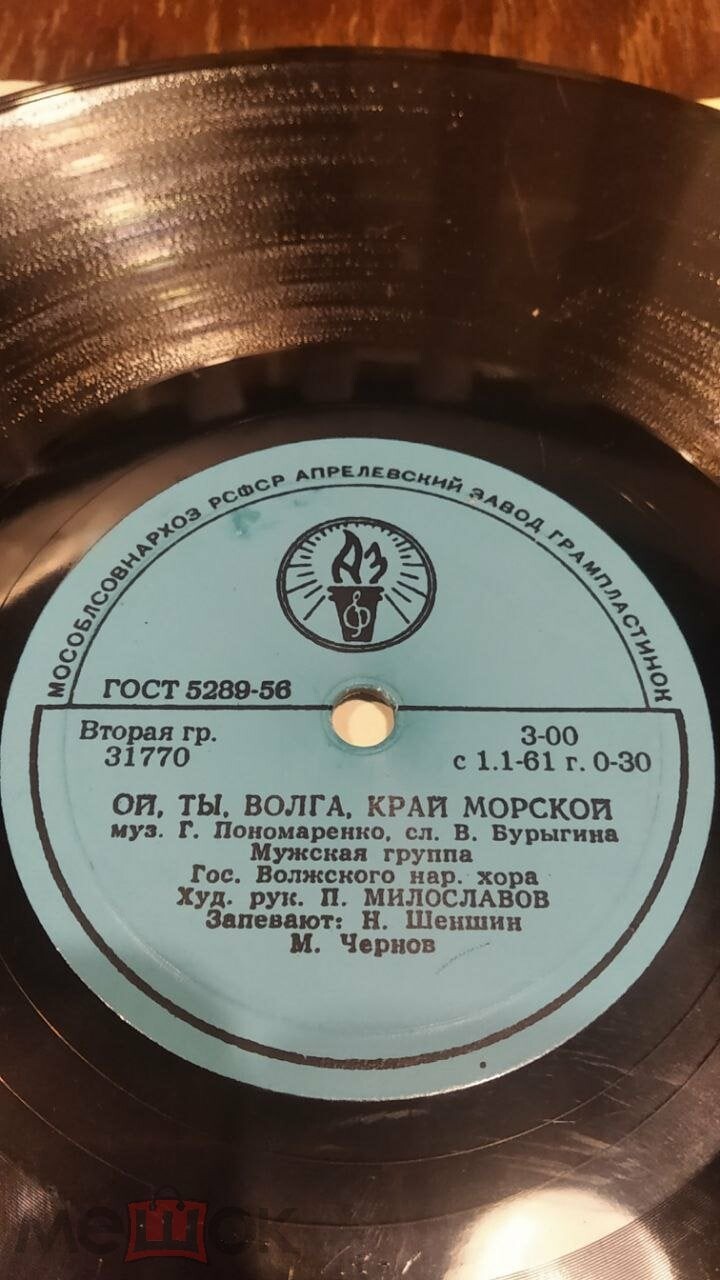 МОСОБЛСОВНАРХОЗ РСФСР АПРЕЛЕВСКИЙ ЗАВОД ГРАМПЛАСТИНОК
АЗ
ГОСТ 5289-56
Вторая гр.
31770
3-00
с 1.1-61 г. 0-30
ОЙ, ТЫ, ВОЛГА, КРАЙ МОРСКОЙ
муз. Г. Пономаренко, сл. В. Бурыгина
Мужская группа
Гос. Волжского нар. хора
Худ. рук. П. МИЛОСЛАВОВ
Запевают: Н. Шеншин
М. Чернов
мешок